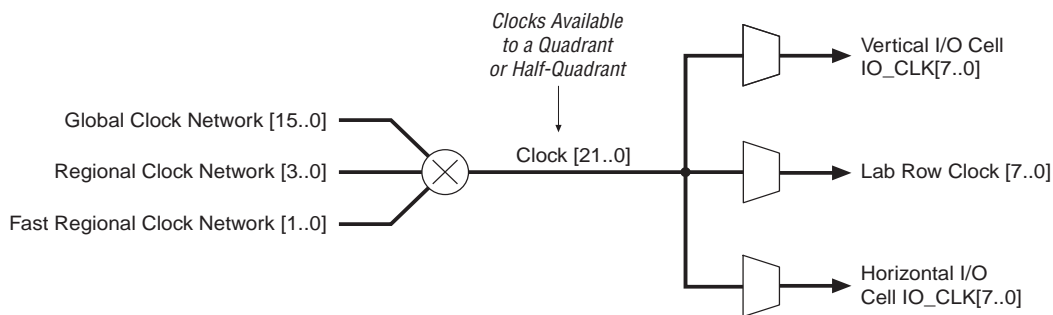 Clocks Available
to a Quadrant
or Half-Quadrant
Vertical I/O Cell
IO_CLK[7..0]
Global Clock Network [15..0]
Clock [21..0]
Regional Clock Network [3..0]
Lab Row Clock [7..0]
Fast Regional Clock Network [1..0]
Horizontal I/O
Cell IO_CLK[7..0]